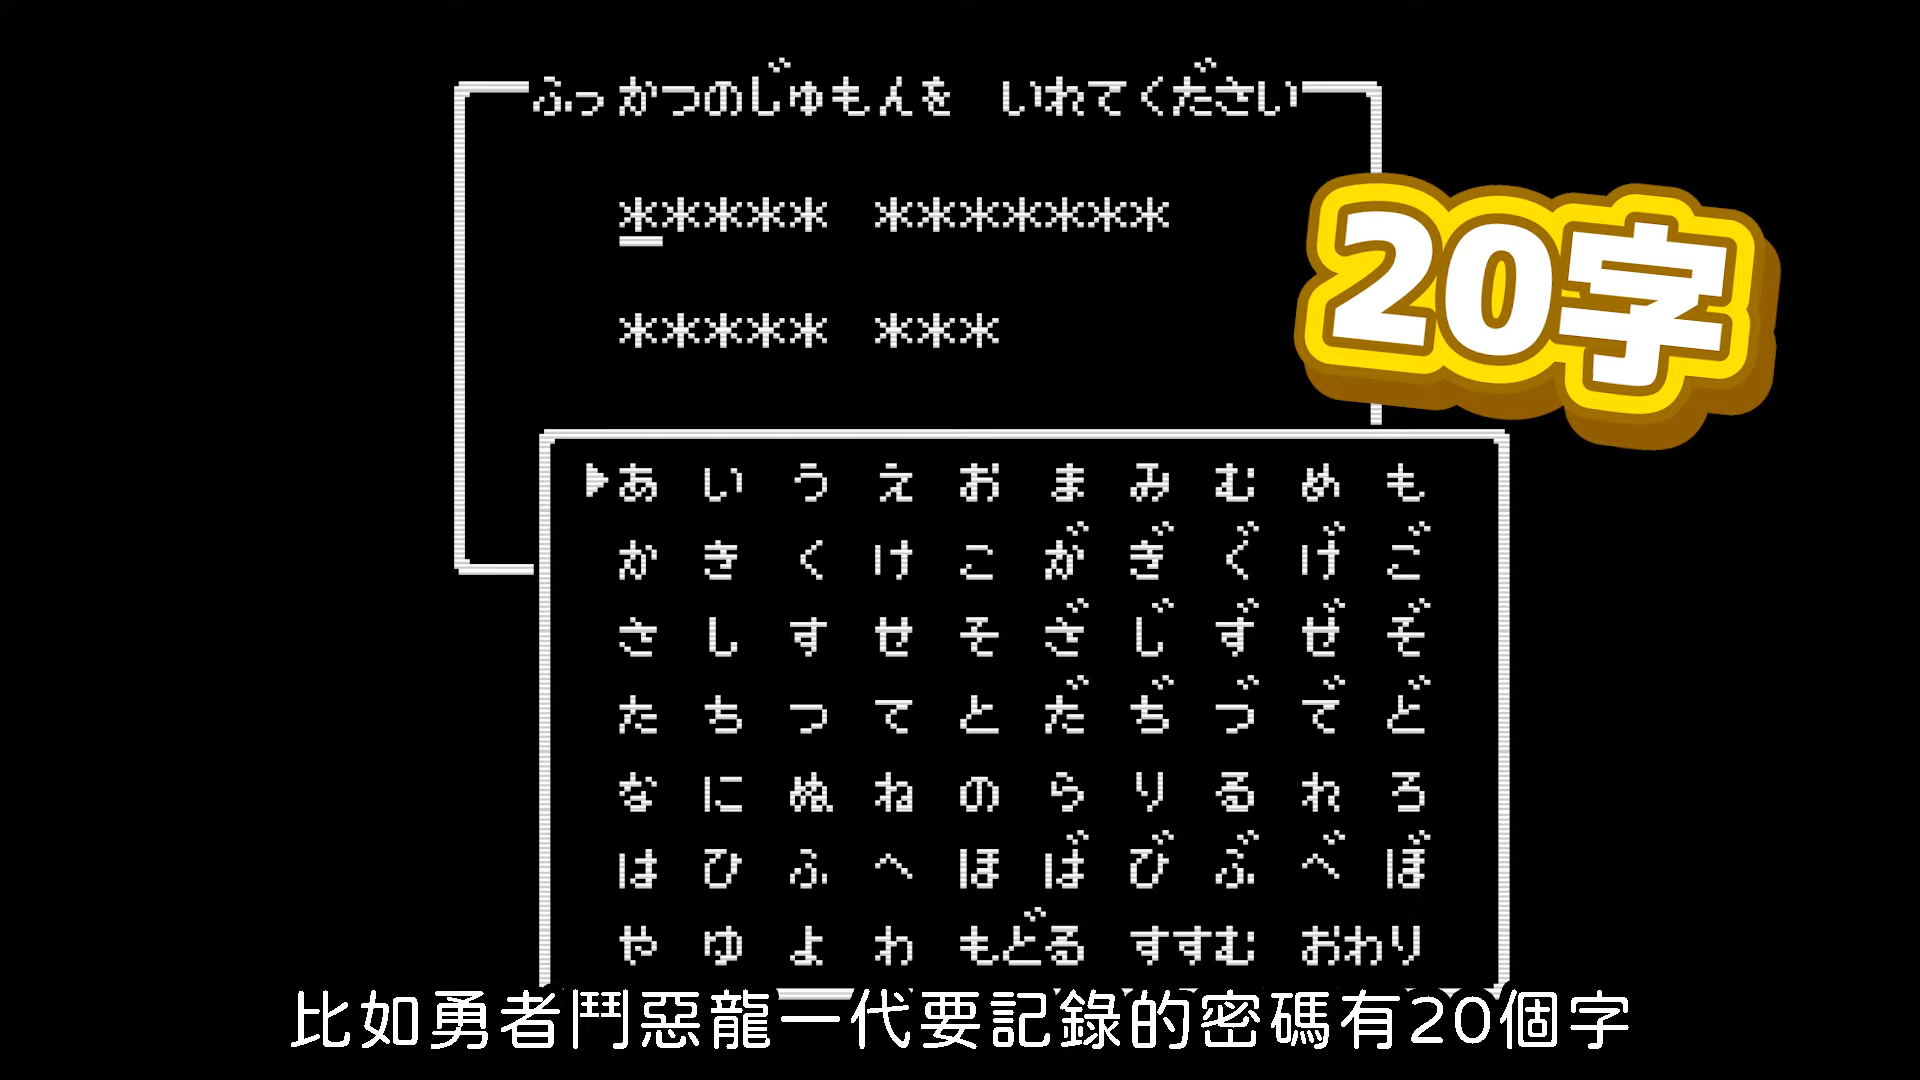 ふっかつのじゅもんを いれてください
***** *******
***** ***
20字
▶あ い う え お ま み む め も
か き く け こ が ぎ ぐ げ ご
さ し す せ そ ざ じ ず ぜ ぞ
た ち つ て と だ ぢ づ で ど
な に ぬ ね の ら り る れ ろ
は ひ ふ へ ほ ば び ぶ べ ぼ
や ゆ よ わ もどる すすむ おわり
比如勇者鬥惡龍一代要記錄的密碼有20個字